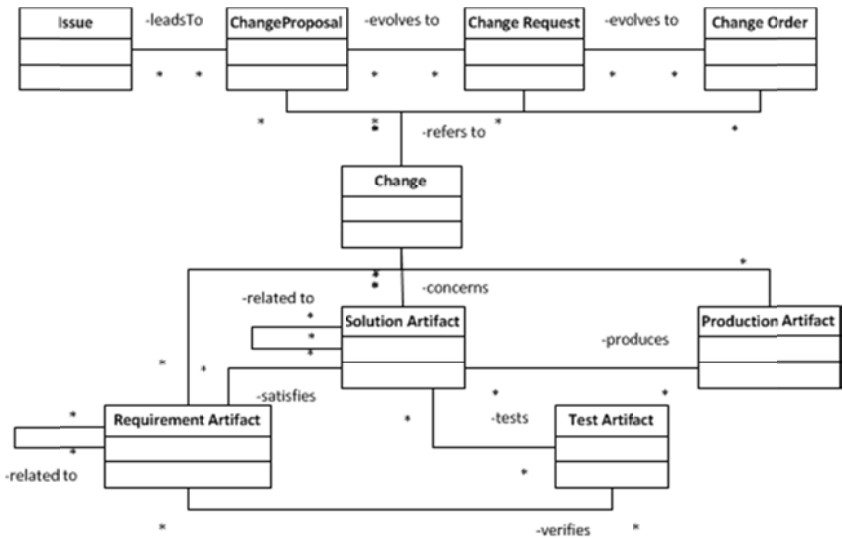 Issue
-leadsTo
ChangeProposal
-evolves to
Change Request
-evolves to
Change Order
* * * * * *
* * * *
*
-refers to
Change
*
* *
-concerns
-related to
*
*
*
Solution Artifact
Production Artifact
-produces
* *
-satisfies
* *
*
Requirement Artifact
*
*
-related to
*
-tests
Test Artifact
*
* *
-verifies